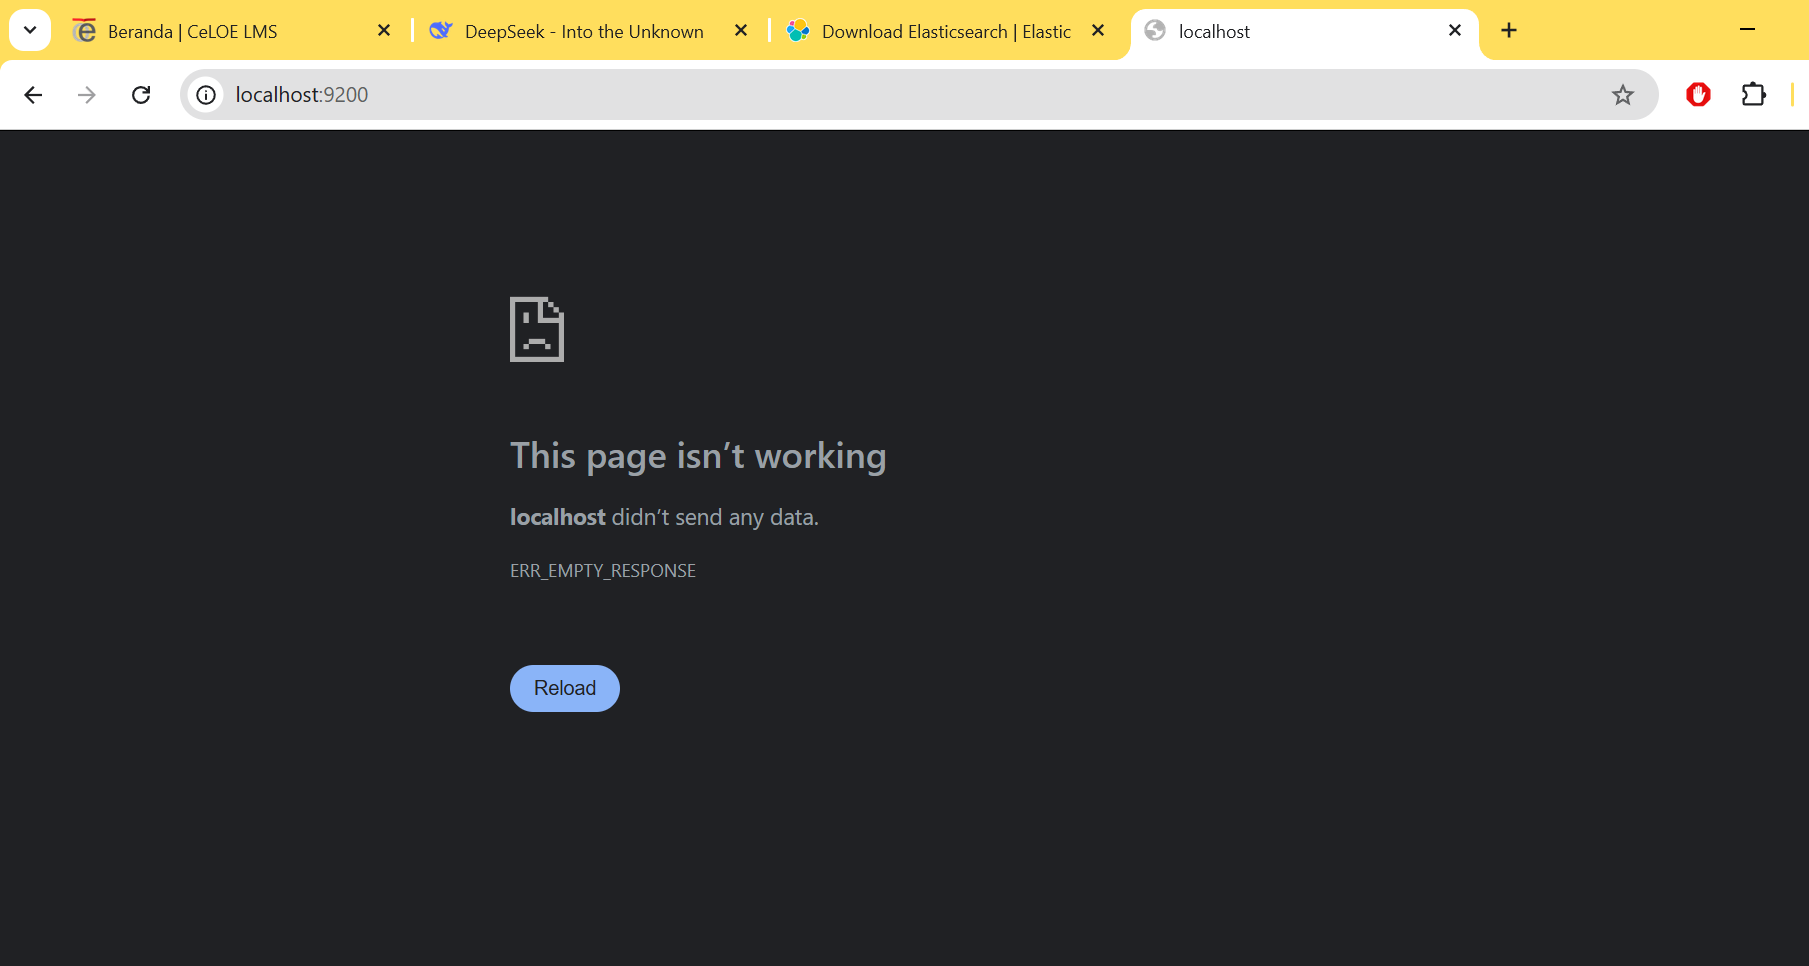 Beranda | CeLOE LMS
DeepSeek - Into the Unknown
Download Elasticsearch | Elastic
localhost
localhost:9200
This page isn’t working
localhost didn’t send any data.
ERR_EMPTY_RESPONSE
Reload